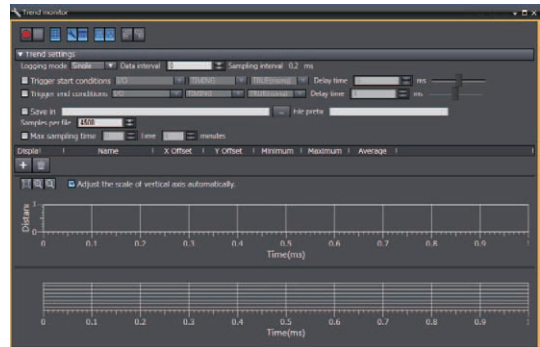 Trend monitor
Trend settings
Logging mode Single Data interval Sampling interval 0.2 ms
Trigger start conditions I/O TIMING Delay time ms
Trigger end conditions I/O TIMING Delay time ms
Save in ... File prefix
Samples per file 4500
Max sampling time Time minutes
Display Name X Offset Y Offset Minimum Maximum Average
Adjust the scale of vertical axis automatically.
1
0
0 0.1 0.2 0.3 0.4 0.5 0.6 0.7 0.8 0.9 1
Time(ms)
0 0.1 0.2 0.3 0.4 0.5 0.6 0.7 0.8 0.9 1
Time(ms)